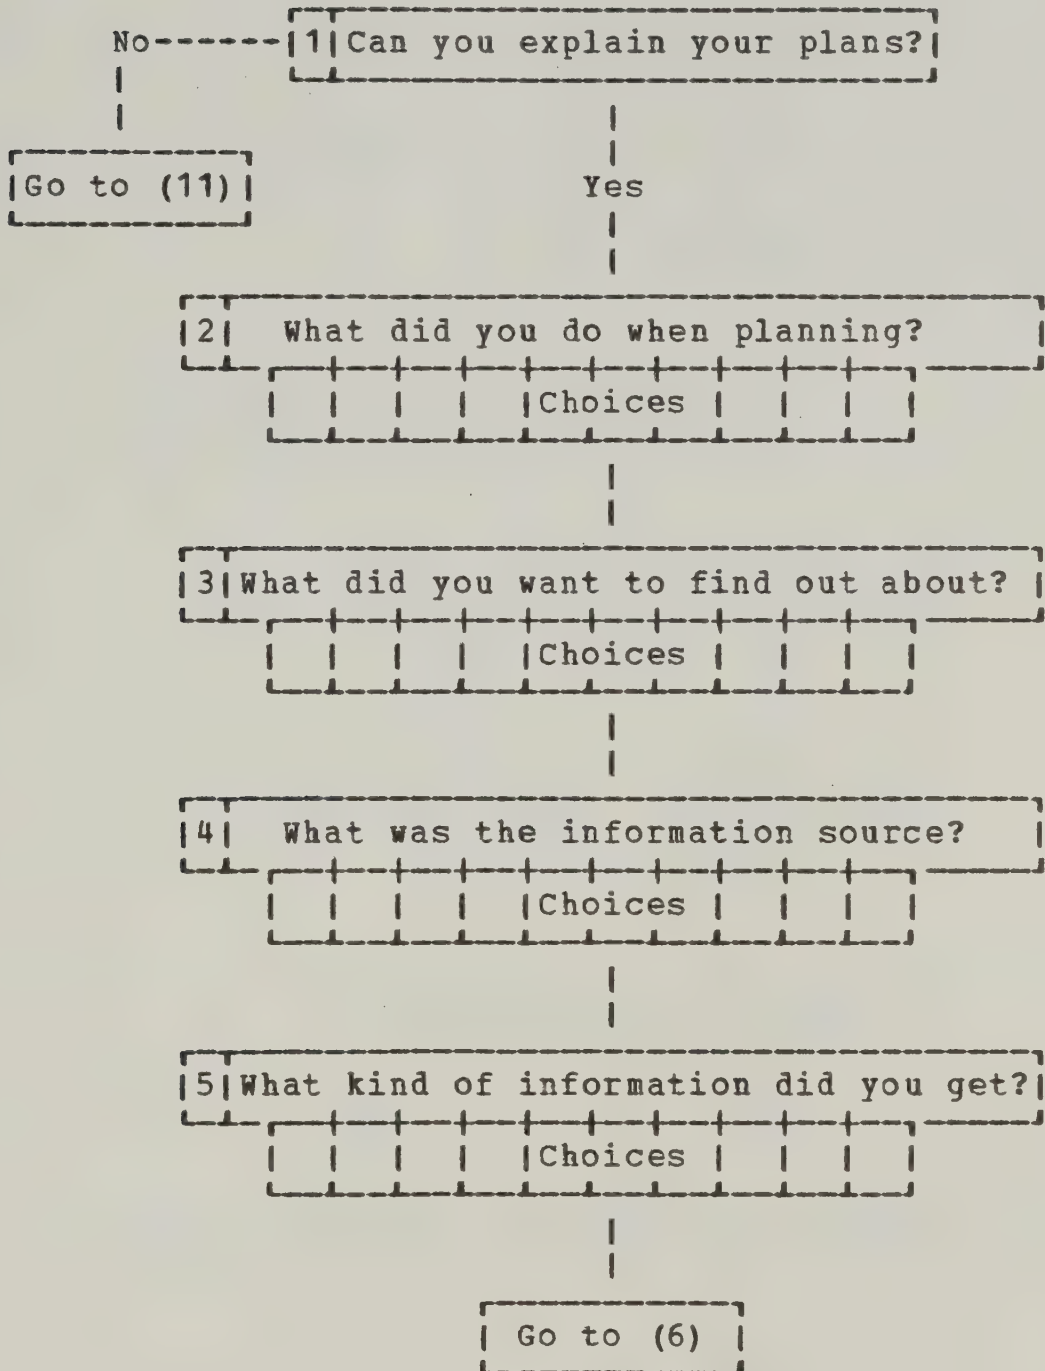 No 1 Can you explain your plans?
Go to (11)
Yes
2 What did you do when planning?
Choices
3 What did you want to find out about?
Choices
4 What was the information source?
Choices
5 What kind of information did you get?
Choices
Go to (6)